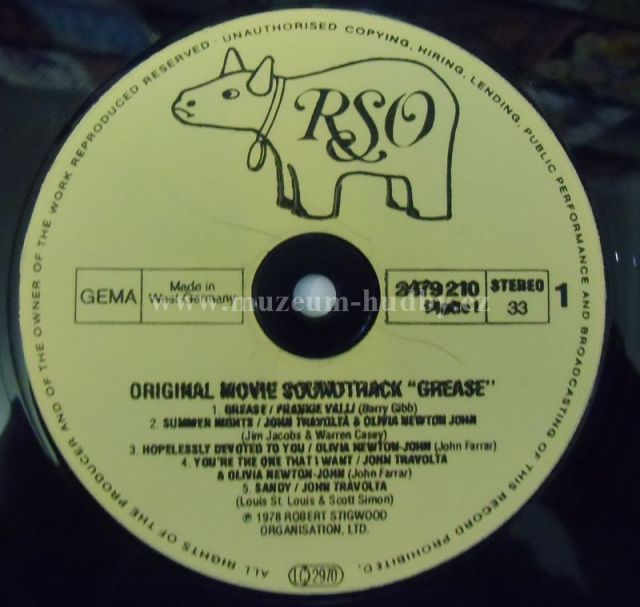 ALL RIGHTS OF THE PRODUCER AND OF THE OWNER OF THE WORK REPRODUCED RESERVED · UNAUTHORISED COPYING, HIRING, LENDING, PUBLIC PERFORMANCE AND BROADCASTING OF THIS RECORD PROHIBITED.
RSO
GEMA
Made in
West Germany
2479 210
STEREO
33
1
www.muzeum-hudby.cz
ORIGINAL MOVIE SOUNDTRACK "GREASE"
1. GREASE / FRANKIE VALLI (Barry Gibb)
2. SUMMER NIGHTS / JOHN TRAVOLTA & OLIVIA NEWTON JOHN
(Jim Jacobs & Warren Casey)
3. HOPELESSLY DEVOTED TO YOU / OLIVIA NEWTON-JOHN (John Farrar)
4. YOU'RE THE ONE THAT I WANT / JOHN TRAVOLTA
& OLIVIA NEWTON-JOHN (John Farrar)
5. SANDY / JOHN TRAVOLTA
(Louis St. Louis & Scott Simon)
℗ 1978 ROBERT STIGWOOD
ORGANISATION, LTD.
LC 2970